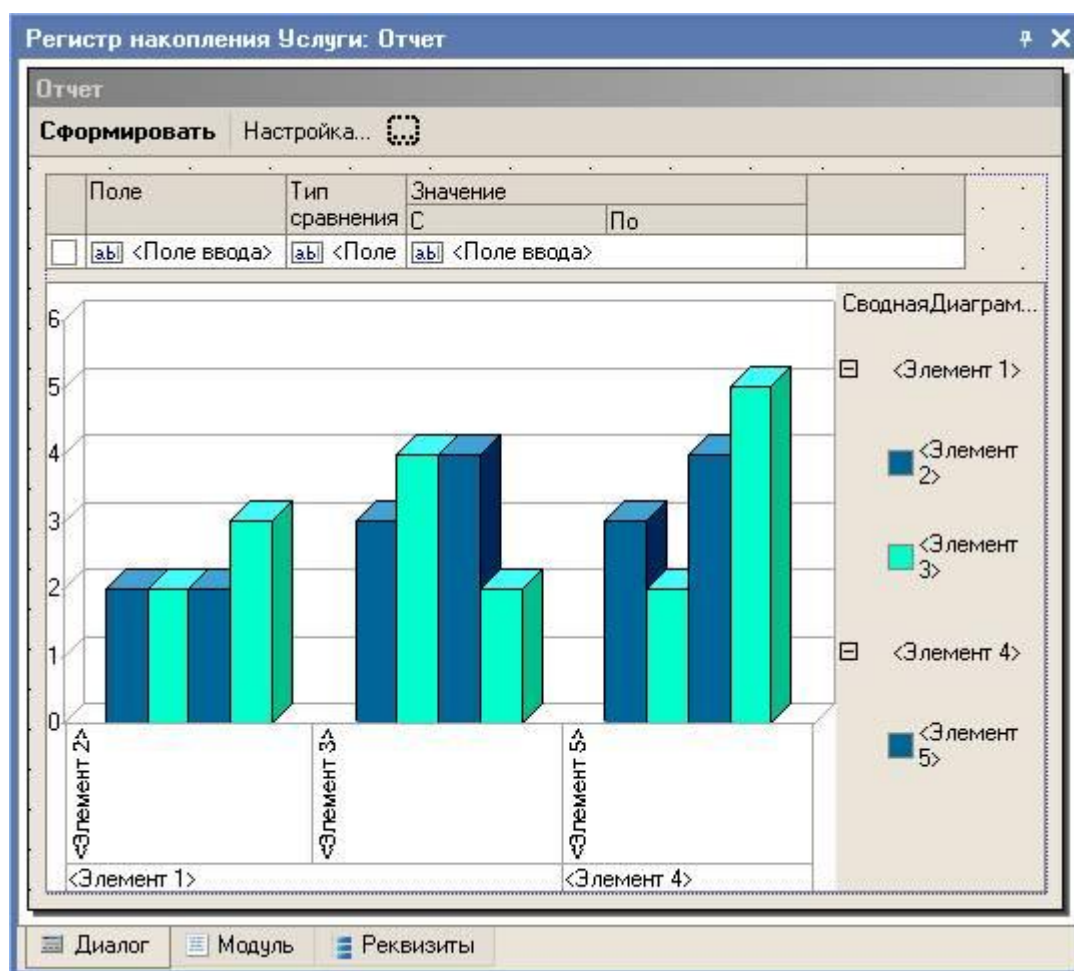 Регистр накопления Услуги: Отчет
Отчет
Сформировать Настройка...
Поле Тип сравнения Значение
С По
<Поле ввода> <Поле <Поле ввода>
СводнаяДиаграм...
6
5
4
3
2
1
0
<Элемент 1>
<Элемент
2>
<Элемент
3>
<Элемент 4>
<Элемент
5>
<Элемент 2>
<Элемент 3>
<Элемент 5>
<Элемент 1> <Элемент 4>
Диалог Модуль Реквизиты